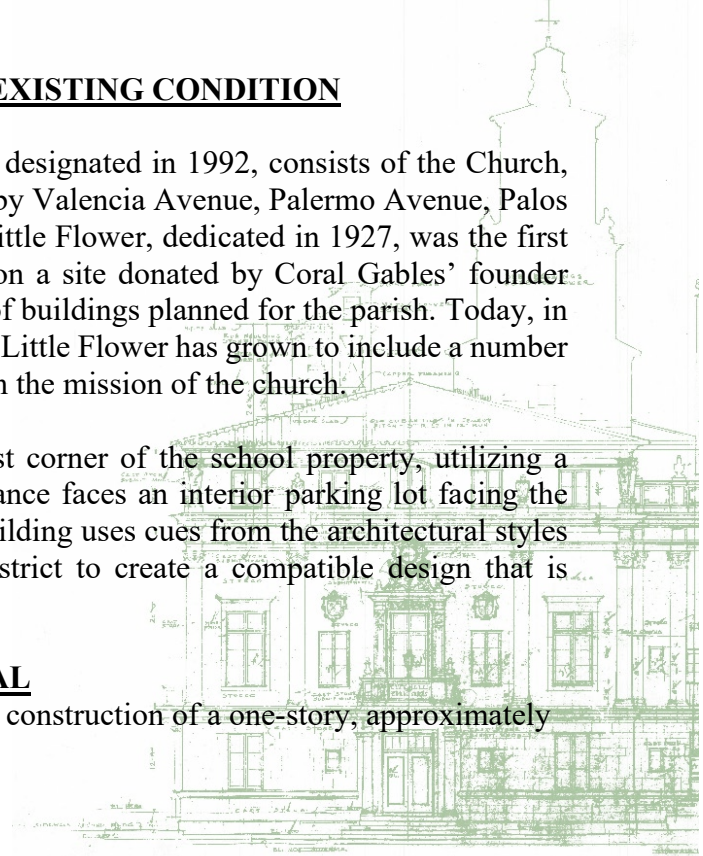 EXISTING CONDITION
designated in 1992, consists of the Church,
by Valencia Avenue, Palermo Avenue, Palos
ittle Flower, dedicated in 1927, was the first
on a site donated by Coral Gables’ founder
of buildings planned for the parish. Today, in
Little Flower has grown to include a number
the mission of the church.
st corner of the school property, utilizing a
ance faces an interior parking lot facing the
ilding uses cues from the architectural styles
strict to create a compatible design that is
AL
construction of a one-story, approximately